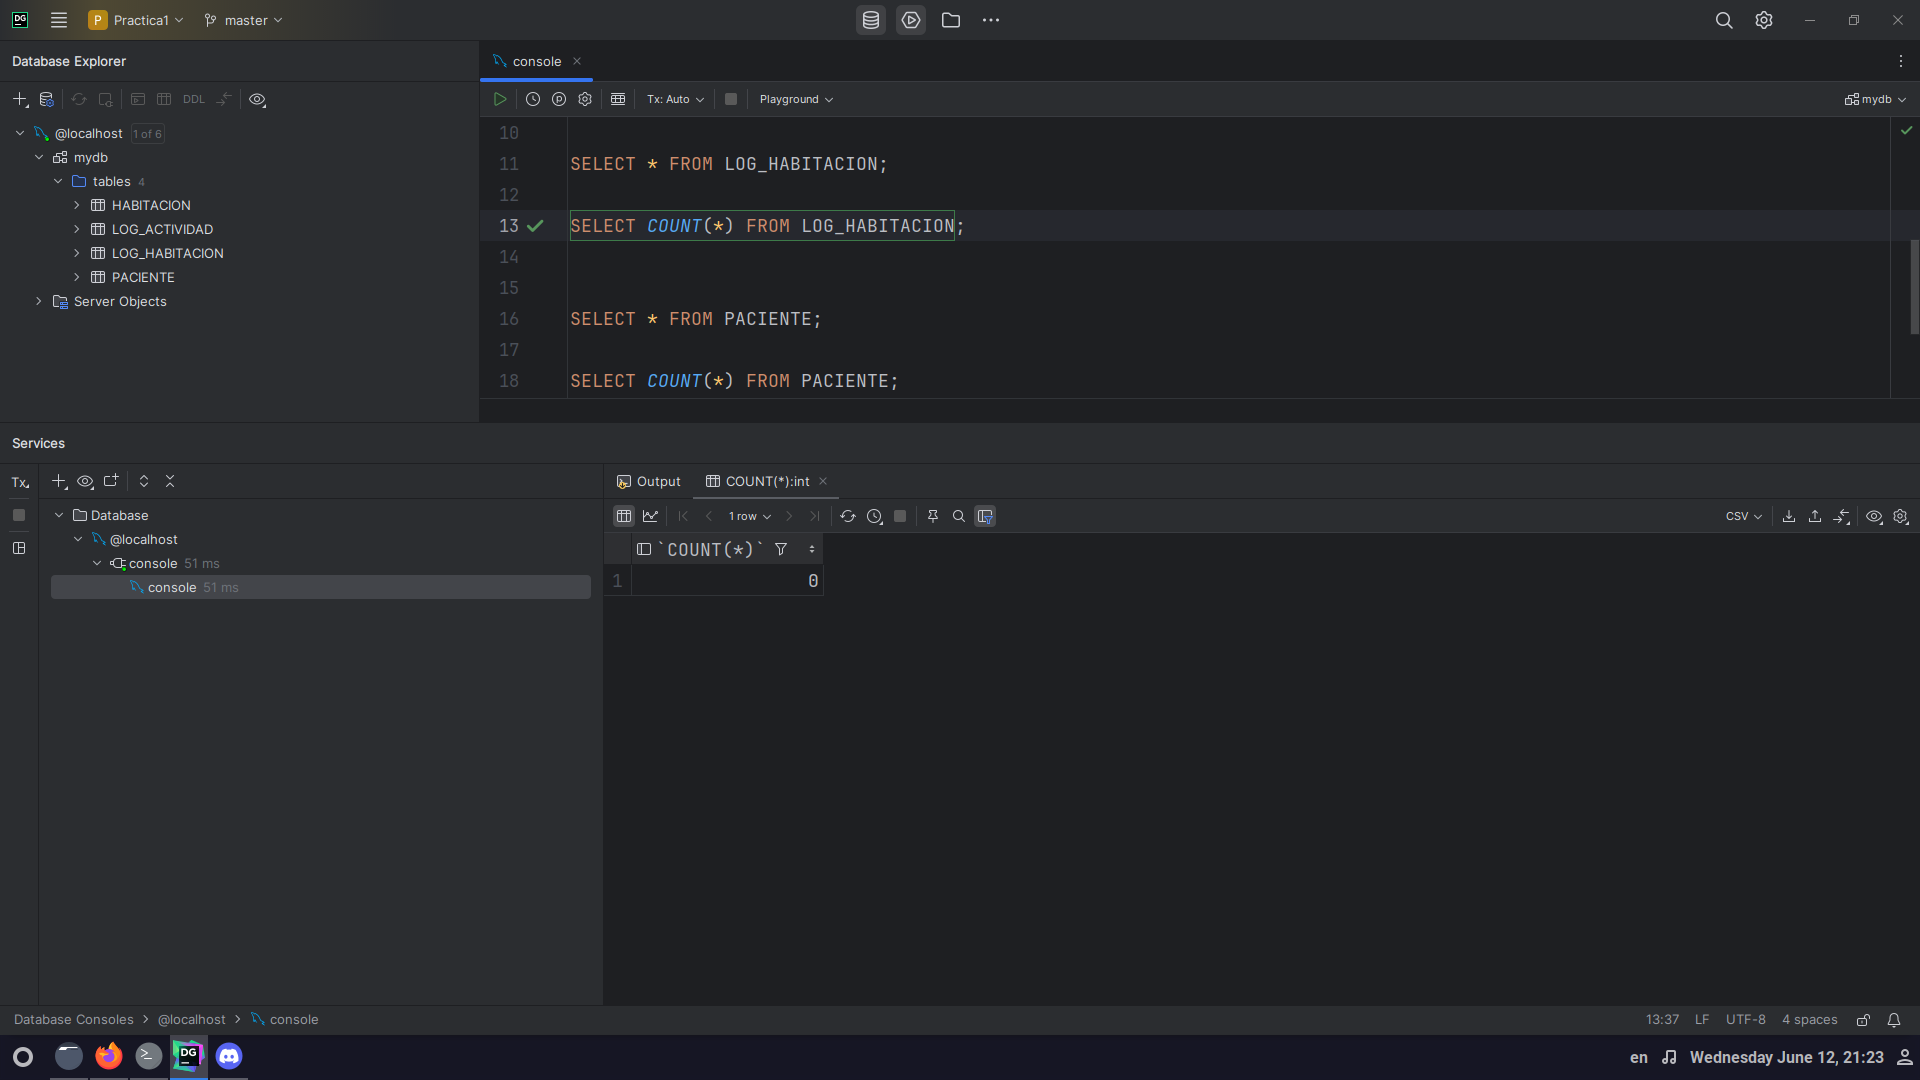 DG
P Practica1
master
Database Explorer
console
DDL
Tx: Auto
Playground
mydb
@localhost 1 of 6
mydb
tables 4
HABITACION
LOG_ACTIVIDAD
LOG_HABITACION
PACIENTE
Server Objects
10
11 SELECT * FROM LOG_HABITACION;
12
13 SELECT COUNT(*) FROM LOG_HABITACION;
14
15
16 SELECT * FROM PACIENTE;
17
18 SELECT COUNT(*) FROM PACIENTE;
Services
Tx
Output
COUNT(*):int
Database
@localhost
console 51 ms
console 51 ms
1 row
CSV
`COUNT(*)`
1 0
Database Consoles > @localhost > console
13:37 LF UTF-8 4 spaces
DG
en
Wednesday June 12, 21:23